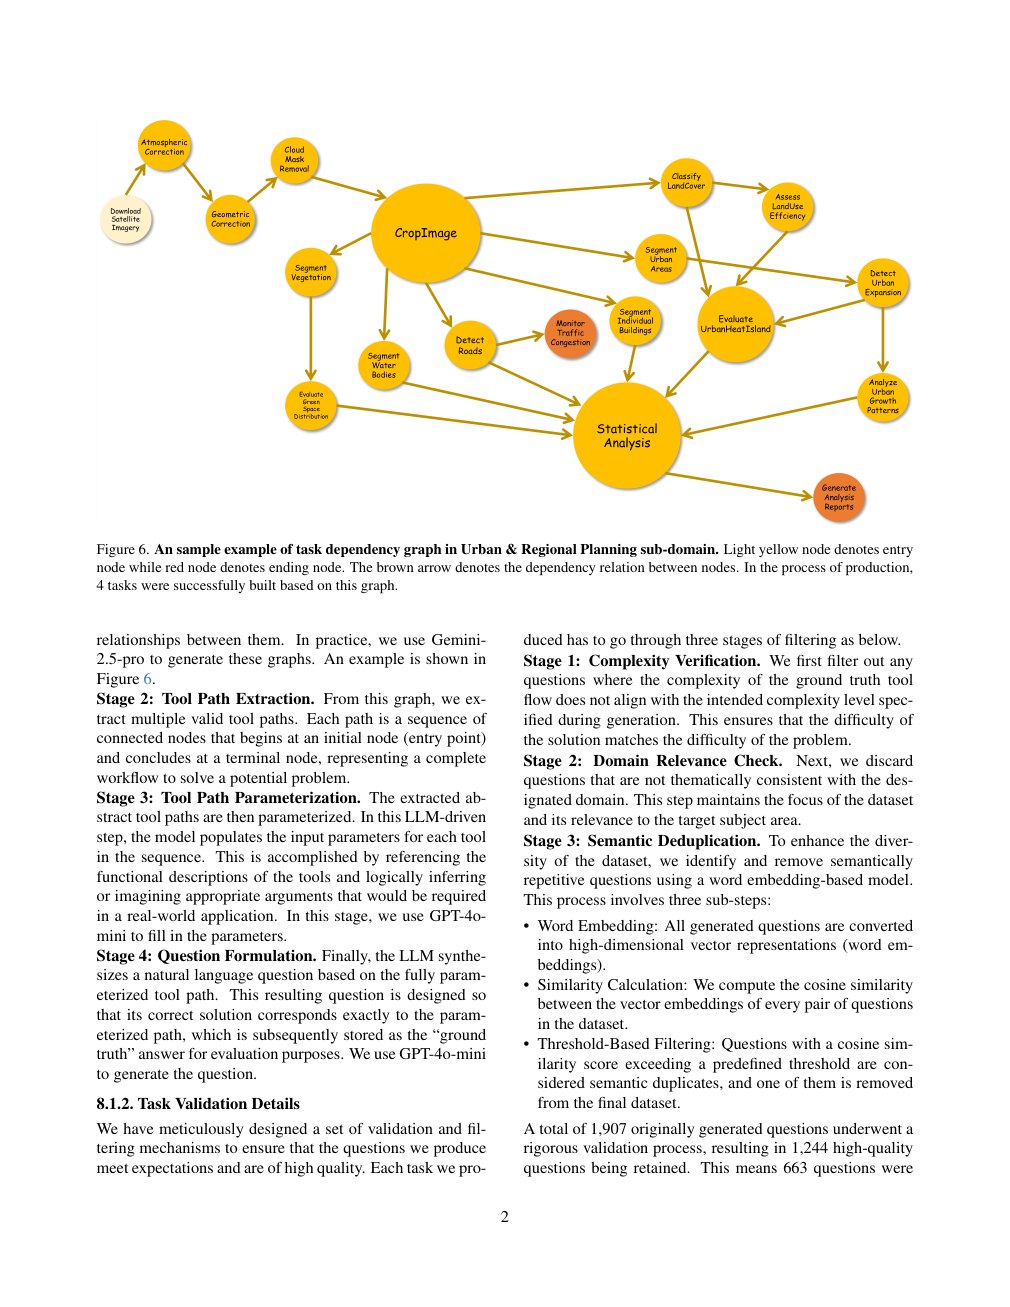 Atmospheric
Correction
Cloud
Mask
Removal
Download
Satellite
Imagery
Geometric
Correction
CropImage
Classify
LandCover
Assess
LandUse
Effciency
Segment
Vegetation
Segment
Urban
Areas
Detect
Urban
Expansion
Segment
Individual
Buildings
Evaluate
UrbanHeatIsland
Monitor
Traffic
Congestion
Detect
Roads
Segment
Water
Bodies
Evaluate
Green
Space
Distribution
Analyze
Urban
Growth
Patterns
Statistical
Analysis
Generate
Analysis
Reports
Figure 6. An sample example of task dependency graph in Urban & Regional Planning sub-domain. Light yellow node denotes entry
node while red node denotes ending node. The brown arrow denotes the dependency relation between nodes. In the process of production,
4 tasks were successfully built based on this graph.
relationships between them. In practice, we use Gemini-
2.5-pro to generate these graphs. An example is shown in
Figure 6.
Stage 2: Tool Path Extraction. From this graph, we ex-
tract multiple valid tool paths. Each path is a sequence of
connected nodes that begins at an initial node (entry point)
and concludes at a terminal node, representing a complete
workflow to solve a potential problem.
Stage 3: Tool Path Parameterization. The extracted ab-
stract tool paths are then parameterized. In this LLM-driven
step, the model populates the input parameters for each tool
in the sequence. This is accomplished by referencing the
functional descriptions of the tools and logically inferring
or imagining appropriate arguments that would be required
in a real-world application. In this stage, we use GPT-4o-
mini to fill in the parameters.
Stage 4: Question Formulation. Finally, the LLM synthe-
sizes a natural language question based on the fully param-
eterized tool path. This resulting question is designed so
that its correct solution corresponds exactly to the param-
eterized path, which is subsequently stored as the “ground
truth” answer for evaluation purposes. We use GPT-4o-mini
to generate the question.
8.1.2. Task Validation Details
We have meticulously designed a set of validation and fil-
tering mechanisms to ensure that the questions we produce
meet expectations and are of high quality. Each task we pro-
duced has to go through three stages of filtering as below.
Stage 1: Complexity Verification. We first filter out any
questions where the complexity of the ground truth tool
flow does not align with the intended complexity level spec-
ified during generation. This ensures that the difficulty of
the solution matches the difficulty of the problem.
Stage 2: Domain Relevance Check. Next, we discard
questions that are not thematically consistent with the des-
ignated domain. This step maintains the focus of the dataset
and its relevance to the target subject area.
Stage 3: Semantic Deduplication. To enhance the diver-
sity of the dataset, we identify and remove semantically
repetitive questions using a word embedding-based model.
This process involves three sub-steps:
• Word Embedding: All generated questions are converted
into high-dimensional vector representations (word em-
beddings).
• Similarity Calculation: We compute the cosine similarity
between the vector embeddings of every pair of questions
in the dataset.
• Threshold-Based Filtering: Questions with a cosine sim-
ilarity score exceeding a predefined threshold are con-
sidered semantic duplicates, and one of them is removed
from the final dataset.
A total of 1,907 originally generated questions underwent a
rigorous validation process, resulting in 1,244 high-quality
questions being retained. This means 663 questions were
2